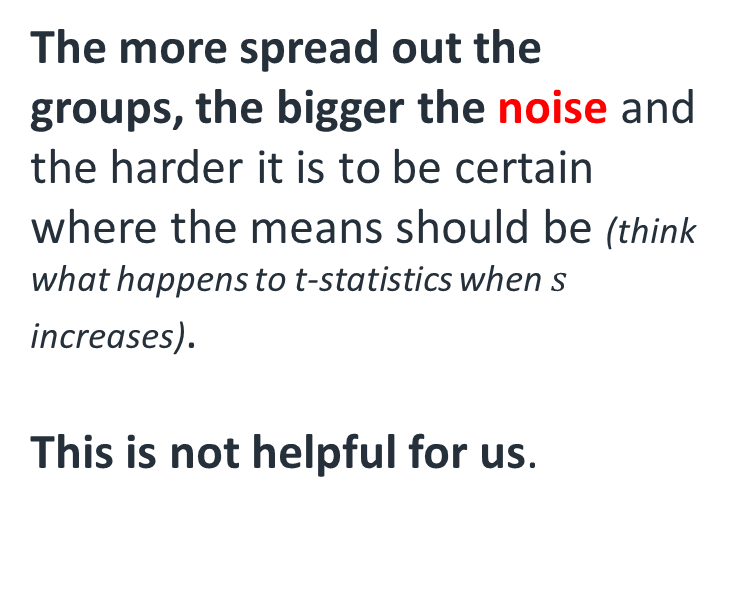 The more spread out the
groups, the bigger the noise and
the harder it is to be certain
where the means should be (think
what happens to t-statistics when s
increases).
This is not helpful for us.